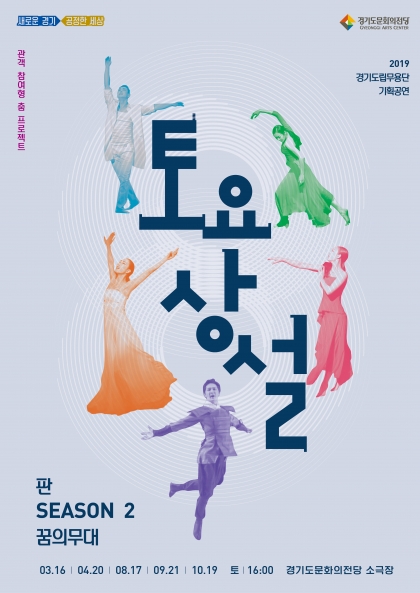 새로운 경기 공정한 세상
경기도문화의전당
GYEONGGI ARTS CENTER
관객 참여형 춤 프로젝트
2019
경기도립무용단
기획공연
토요
상설
판
SEASON 2
꿈의무대
03.16 | 04.20 | 08.17 | 09.21 | 10.19 토 | 16:00 경기도문화의전당 소극장